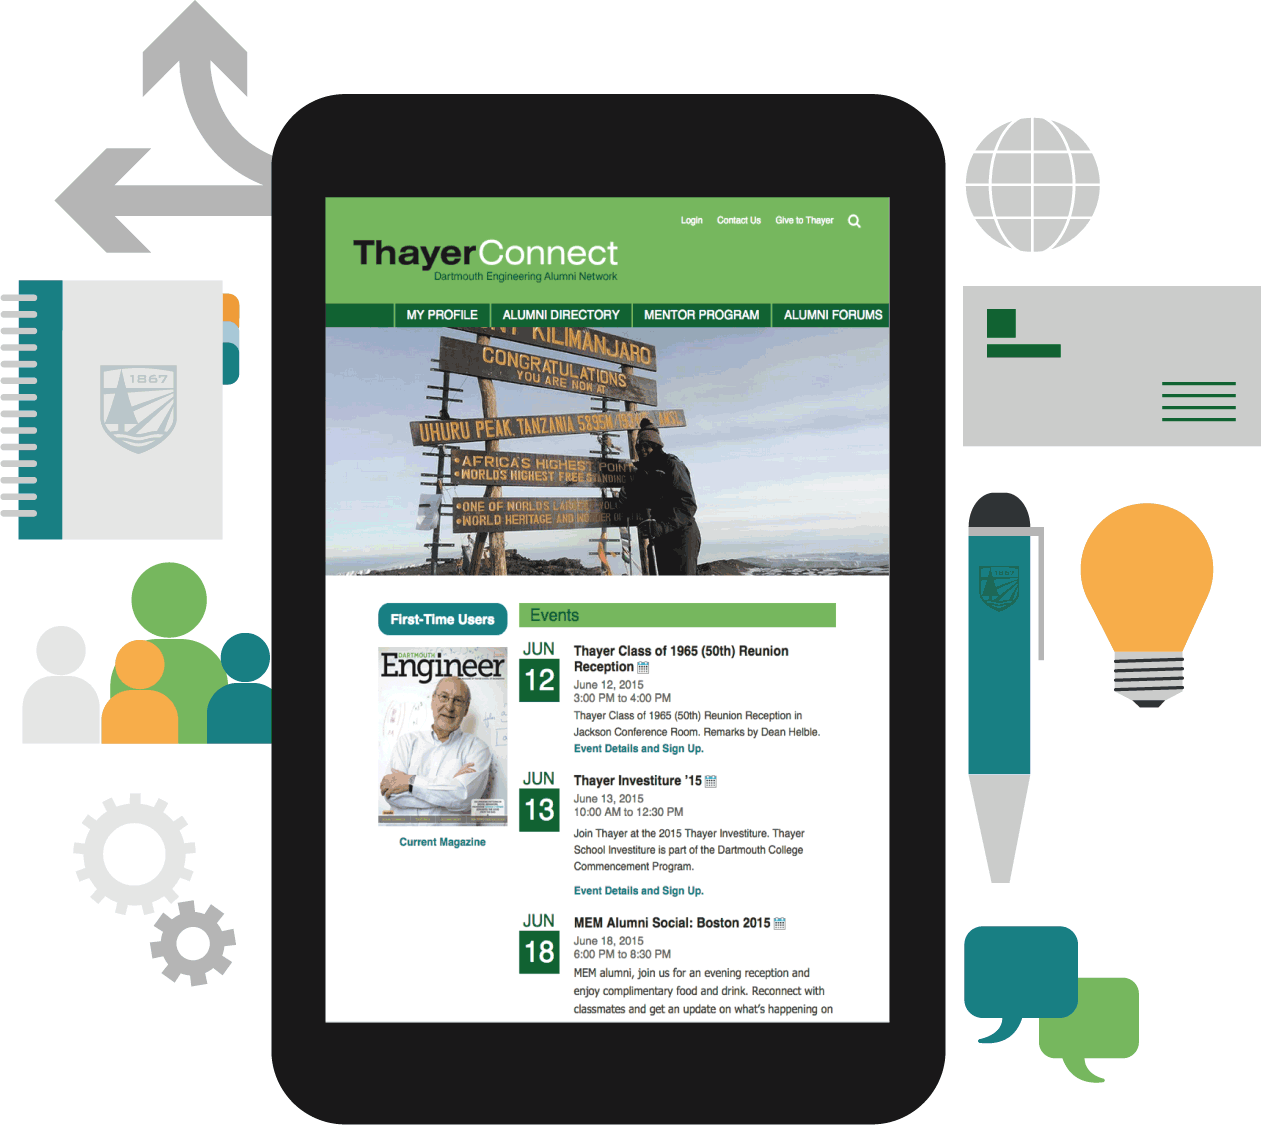 Login Contact Us Give to Thayer
ThayerConnect
Dartmouth Engineering Alumni Network
MY PROFILE ALUMNI DIRECTORY MENTOR PROGRAM ALUMNI FORUMS
KILIMANJARO
CONGRATULATIONS
YOU ARE NOW AT
UHURU PEAK, TANZANIA 5895M
AFRICA'S HIGHEST POINT
WORLD'S HIGHEST FREE STANDING
ONE OF WORLD'S
WORLD HERITAGE AND
1867
First-Time Users
DARTMOUTH
Engineer
Current Magazine
Events
JUN
12
Thayer Class of 1965 (50th) Reunion
Reception
June 12, 2015
3:00 PM to 4:00 PM
Thayer Class of 1965 (50th) Reunion Reception in
Jackson Conference Room. Remarks by Dean Helble.
Event Details and Sign Up.
JUN
13
Thayer Investiture '15
June 13, 2015
10:00 AM to 12:30 PM
Join Thayer at the 2015 Thayer Investiture. Thayer
School Investiture is part of the Dartmouth College
Commencement Program.
Event Details and Sign Up.
JUN
18
MEM Alumni Social: Boston 2015
June 18, 2015
6:00 PM to 8:30 PM
MEM alumni, join us for an evening reception and
enjoy complimentary food and drink. Reconnect with
classmates and get an update on what's happening on
1867